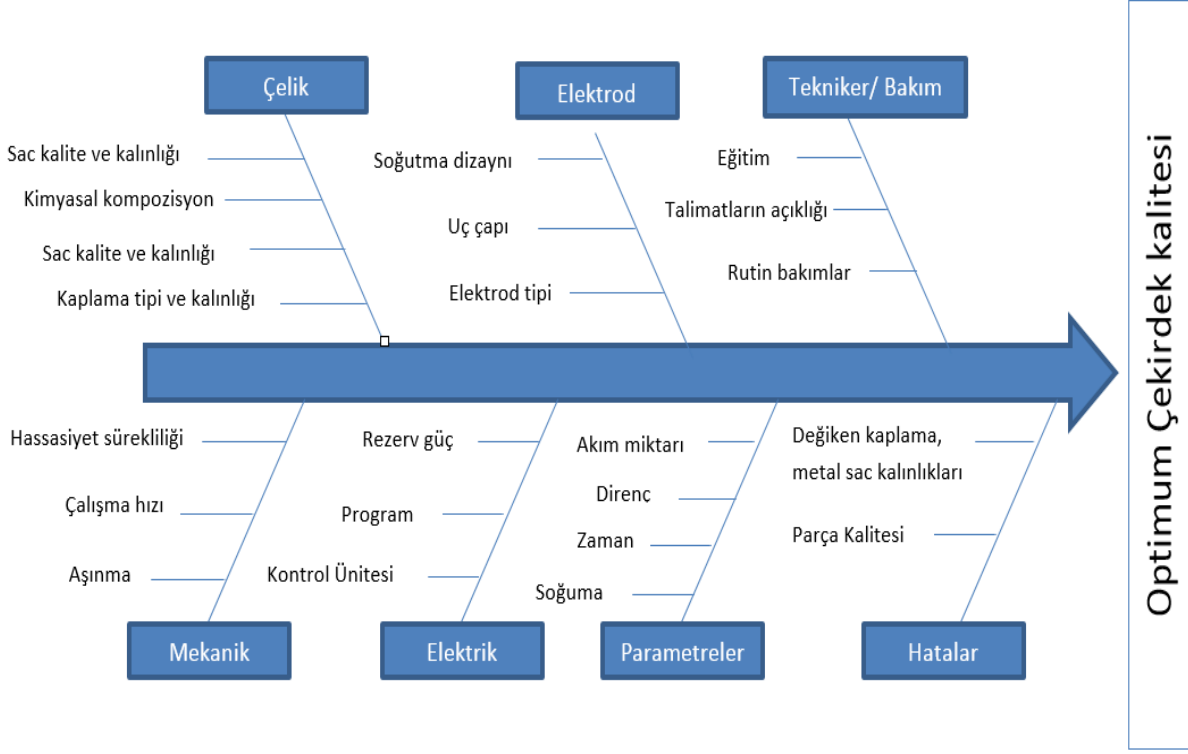 Çelik
Sac kalite ve kalınlığı
Kimyasal kompozisyon
Sac kalite ve kalınlığı
Kaplama tipi ve kalınlığı
Elektrod
Soğutma dizaynı
Uç çapı
Elektrod tipi
Tekniker/ Bakım
Eğitim
Talimatların açıklığı
Rutin bakımlar
Hassasiyet sürekliliği
Çalışma hızı
Aşınma
Mekanik
Rezerv güç
Program
Kontrol Ünitesi
Elektrik
Akım miktarı
Direnç
Zaman
Soğuma
Parametreler
Değiken kaplama,
metal sac kalınlıkları
Parça Kalitesi
Hatalar
Optimum Çekirdek kalitesi